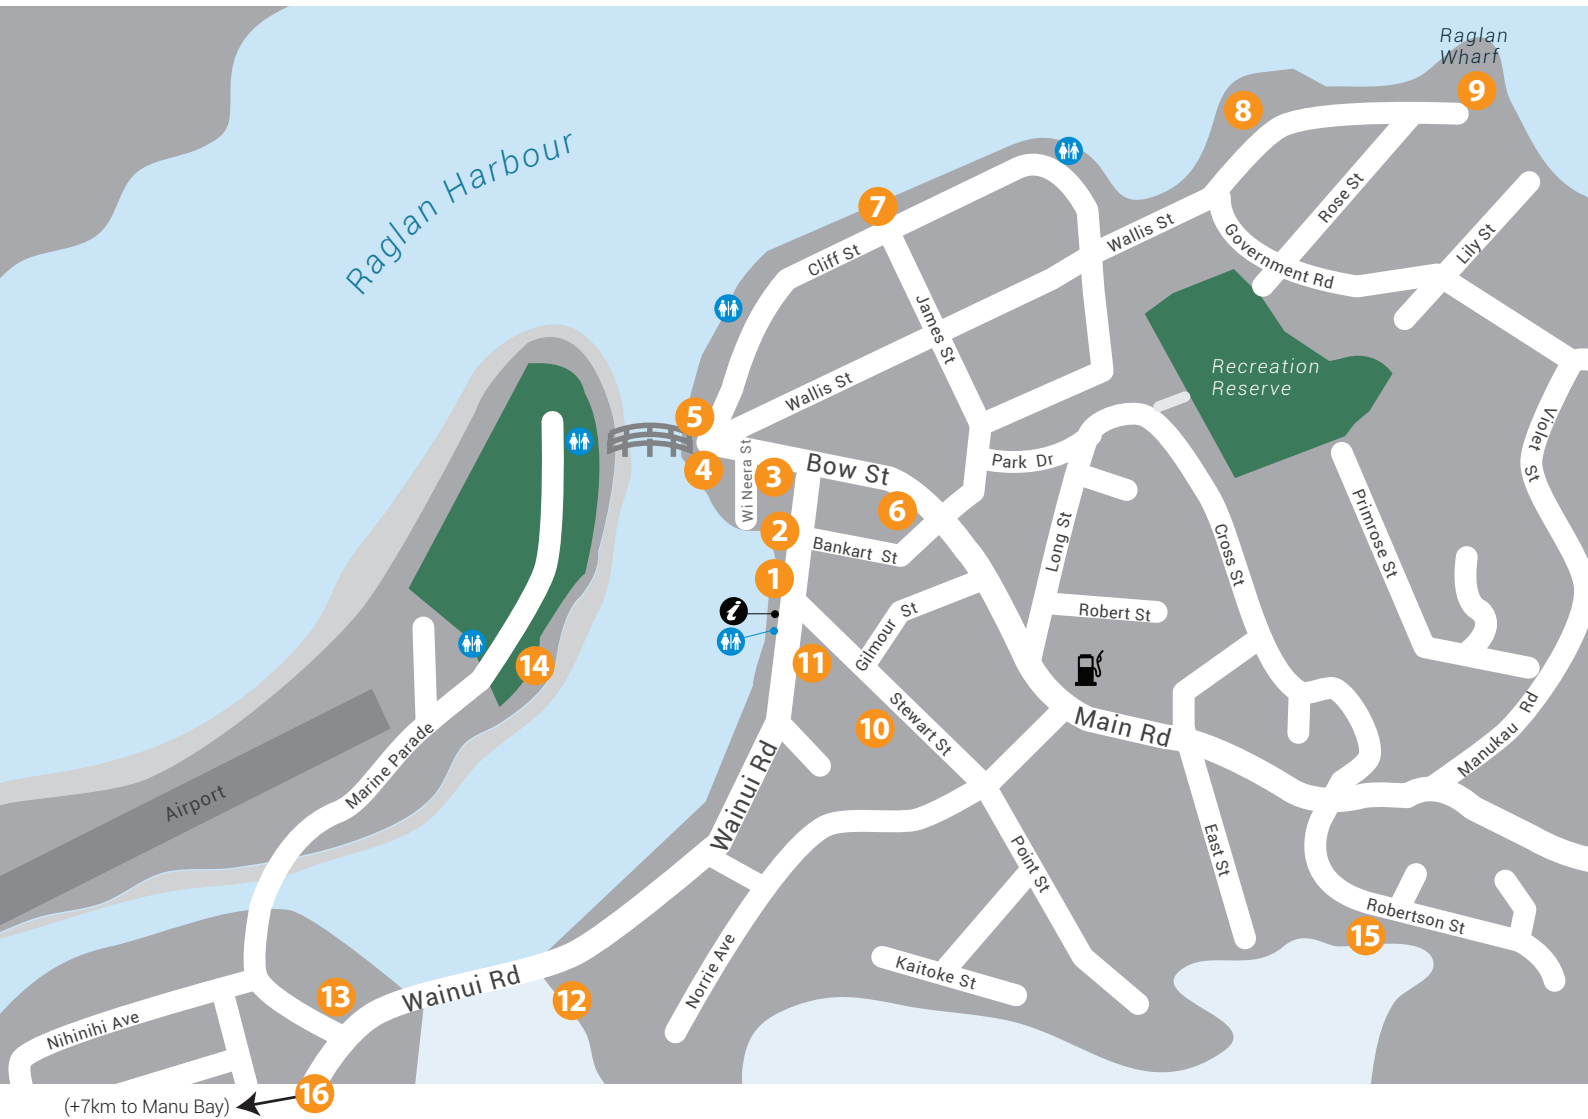 Raglan
Wharf
9
8
Raglan Harbour
7
Rose St
Lily St
Wallis St
Government Rd
Cliff St
James St
Recreation
Reserve
Wallis St
5
Violet St
4
Wi Neera St
3
Bow St
Park Dr
6
2
Bankart St
Long St
Cross St
Primrose St
1
i
Gilmour St
Robert St
11
14
10
Stewart St
Main Rd
Manukau Rd
Marine Parade
Airport
Wainui Rd
Point St
East St
Robertson St
15
Norrie Ave
Kaitoke St
Wainui Rd
12
13
Nihinihi Ave
16
(+7km to Manu Bay)